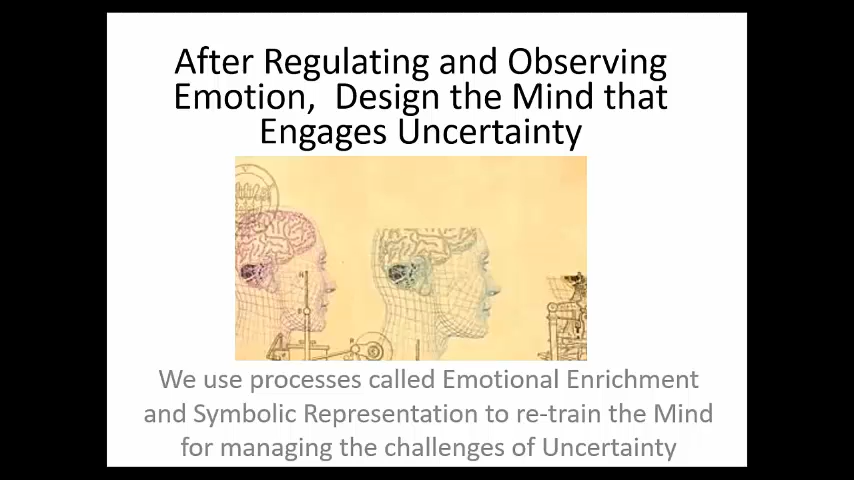 After Regulating and Observing
Emotion, Design the Mind that
Engages Uncertainty
We use processes called Emotional Enrichment
and Symbolic Representation to re-train the Mind
for managing the challenges of Uncertainty